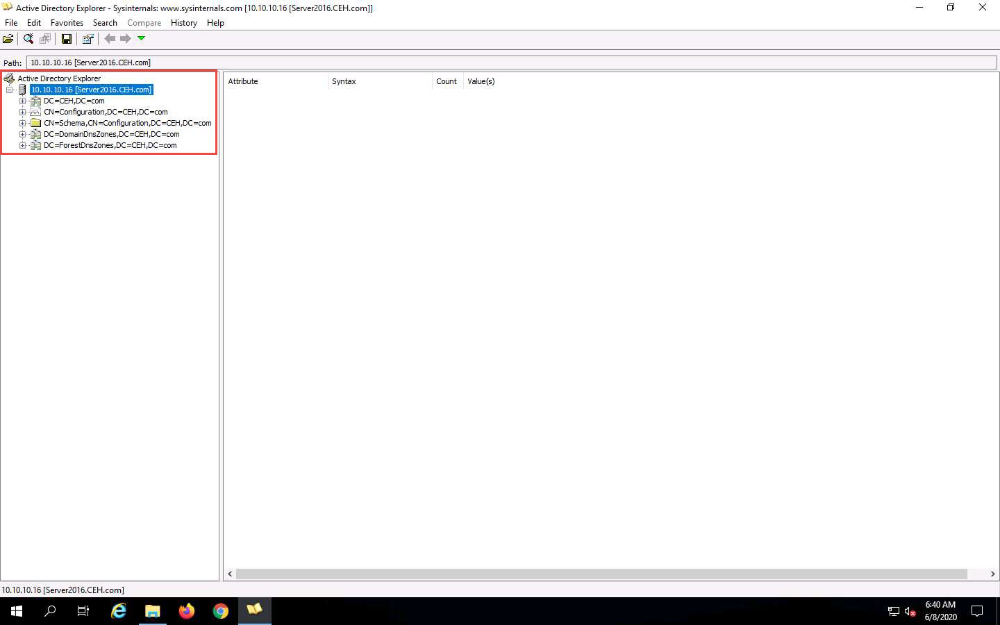 Active Directory Explorer - Sysinternals: www.sysinternals.com [10.10.10.16 [Server2016.CEH.com]]
File Edit Favorites Search Compare History Help
Path: 10.10.10.16 [Server2016.CEH.com]
Active Directory Explorer
10.10.10.16 [Server2016.CEH.com]
DC=CEH,DC=com
CN=Configuration,DC=CEH,DC=com
CN=Schema,CN=Configuration,DC=CEH,DC=com
DC=DomainDnsZones,DC=CEH,DC=com
DC=ForestDnsZones,DC=CEH,DC=com
Attribute Syntax Count Value(s)
10.10.10.16 [Server2016.CEH.com]
6:40 AM
6/8/2020